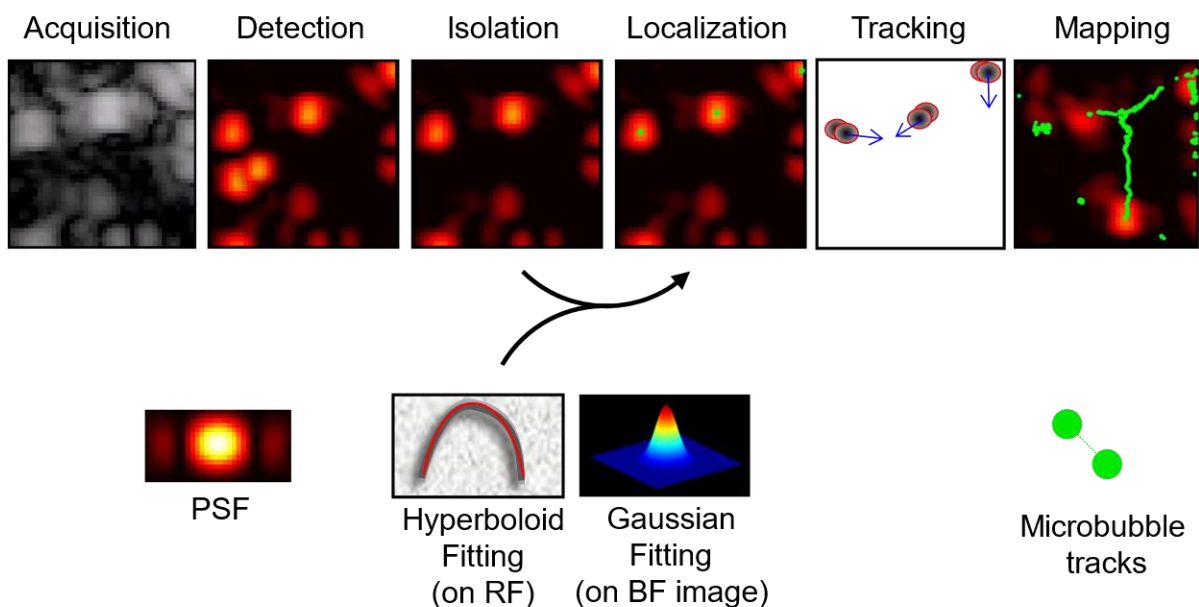 Acquisition
Detection
Isolation
Localization
Tracking
Mapping
PSF
Hyperboloid
Fitting
(on RF)
Gaussian
Fitting
(on BF image)
Microbubble
tracks